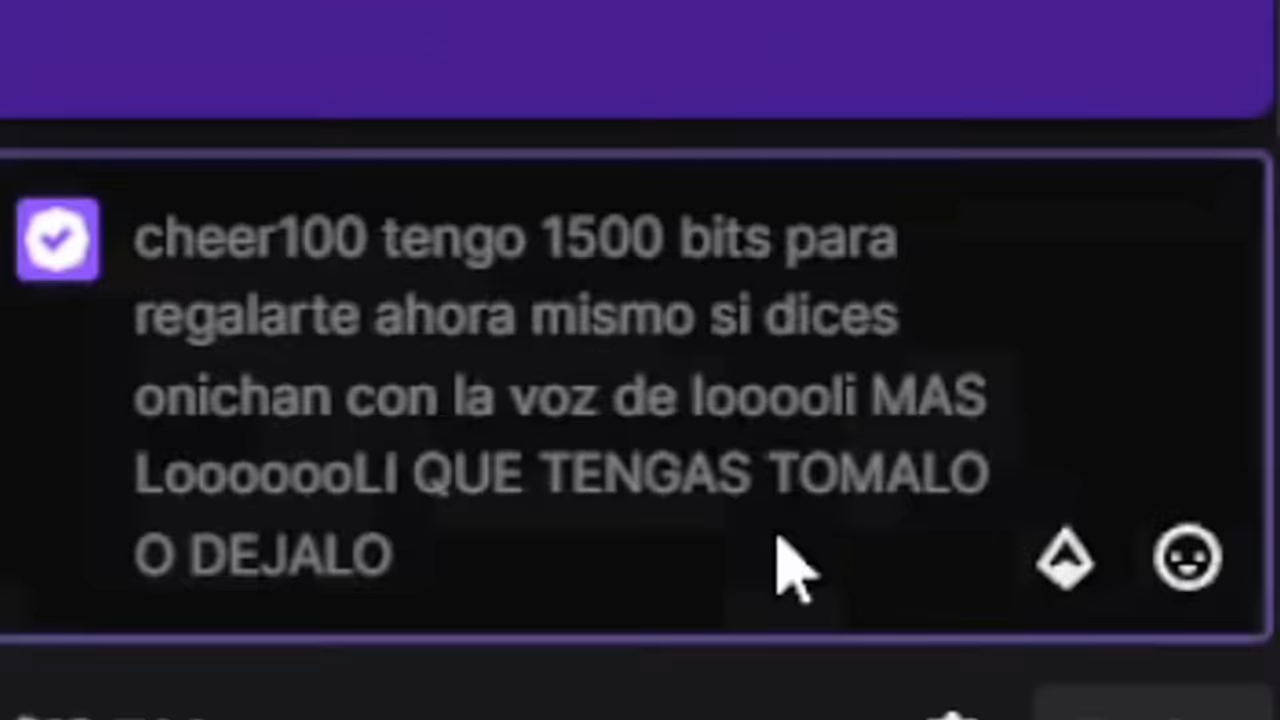 cheer100 tengo 1500 bits para
regalarte ahora mismo si dices
onichan con la voz de looooli MAS
LooooooLI QUE TENGAS TOMALO
O DEJALO